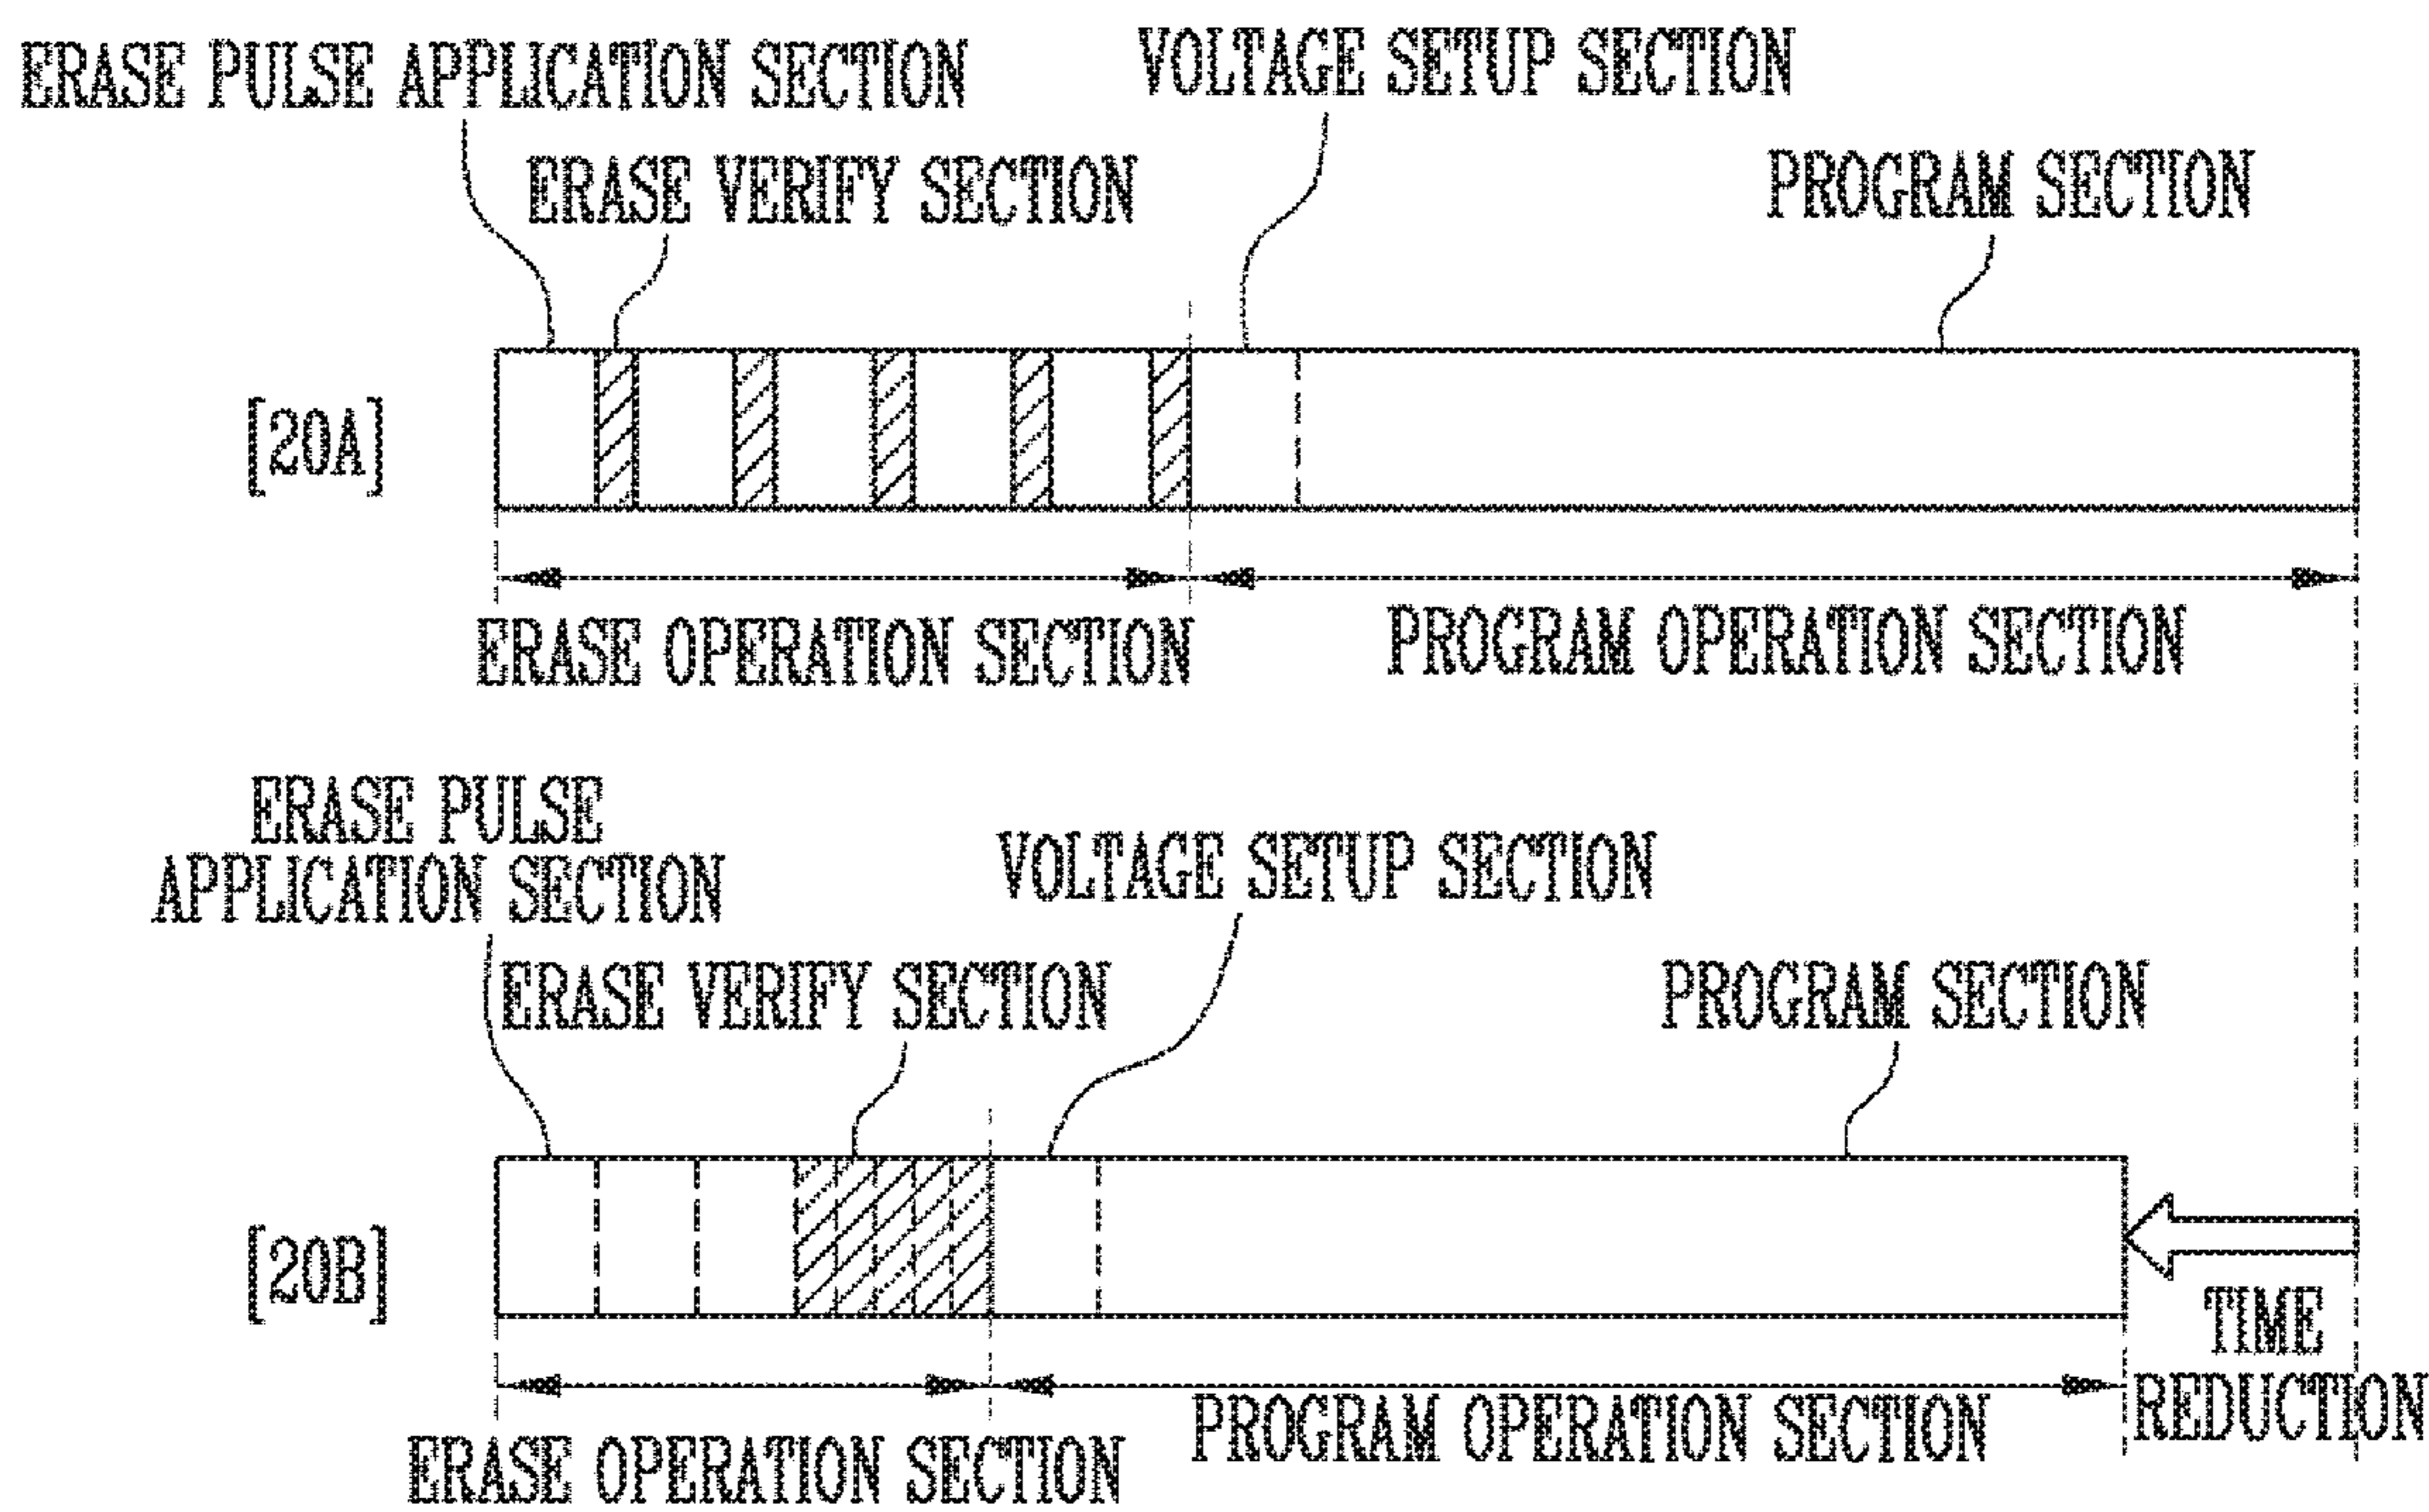 ERASE PULSE APPLICATION SECTION
VOLTAGE SETUP SECTION
ERASE VERIFY SECTION
PROGRAM SECTION
[20A]
ERASE OPERATION SECTION
PROGRAM OPERATION SECTION
ERASE PULSE
APPLICATION SECTION
VOLTAGE SETUP SECTION
ERASE VERIFY SECTION
PROGRAM SECTION
[20B]
TIME
REDUCTION
ERASE OPERATION SECTION
PROGRAM OPERATION SECTION